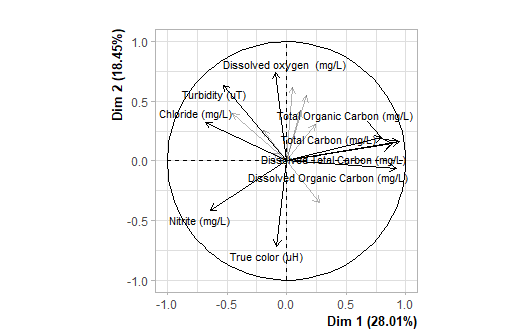 Dim 2 (18.45%)
1.0
0.5
0.0
-0.5
-1.0
Dissolved oxygen (mg/L)
Turbidity (uT)
Chloride (mg/L)
Total Organic Carbon (mg/L)
Total Carbon (mg/L)
Dissolved Total Carbon (mg/L)
Dissolved Organic Carbon (mg/L)
Nitrite (mg/L)
True color (uH)
-1.0
-0.5
0.0
0.5
1.0
Dim 1 (28.01%)